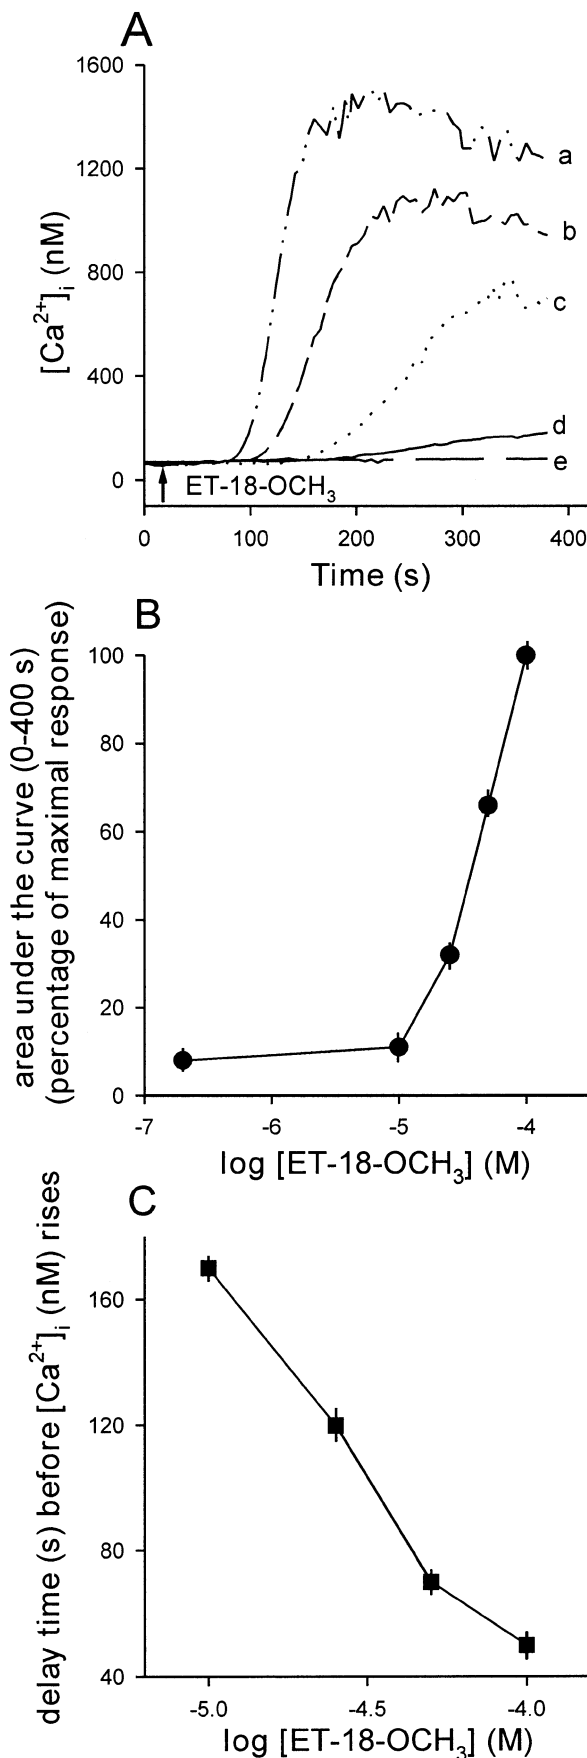 A
1600
1200
800
400
0
[Ca²⁺]ᵢ (nM)
a
b
c
d
e
ET-18-OCH₃
0 100 200 300 400
Time (s)
B
100
80
60
40
20
0
area under the curve (0-400 s)
(percentage of maximal response)
-7 -6 -5 -4
log [ET-18-OCH₃] (M)
C
160
120
80
40
delay time (s) before [Ca²⁺]ᵢ (nM) rises
-5.0 -4.5 -4.0
log [ET-18-OCH₃] (M)